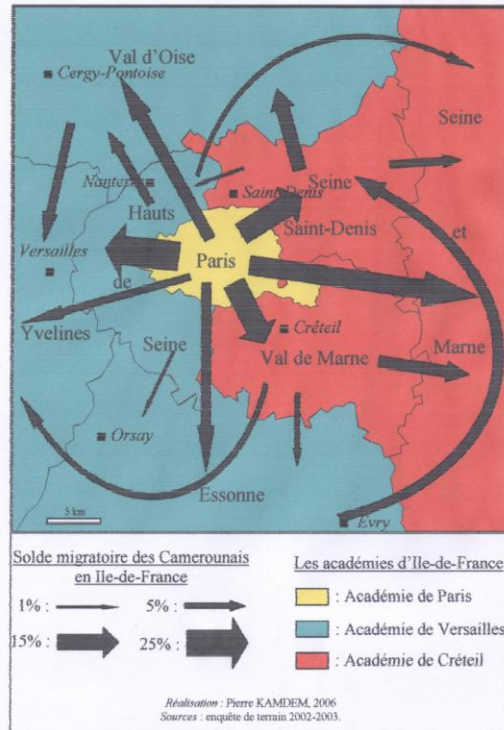 Val d'Oise
Cergy-Pontoise
Seine
Nanterre
Saint-Denis
Seine
Hauts
Saint-Denis
et
Versailles
Paris
de
Yvelines
Créteil
Seine
Val de Marne
Marne
Orsay
Essonne
5 km
Evry
Solde migratoire des Camerounais
en Ile-de-France
1% :
5% :
15% :
25% :
Les académies d'Ile-de-France
: Académie de Paris
: Académie de Versailles
: Académie de Créteil
Réalisation : Pierre KAMDEM, 2006
Sources : enquête de terrain 2002-2003.